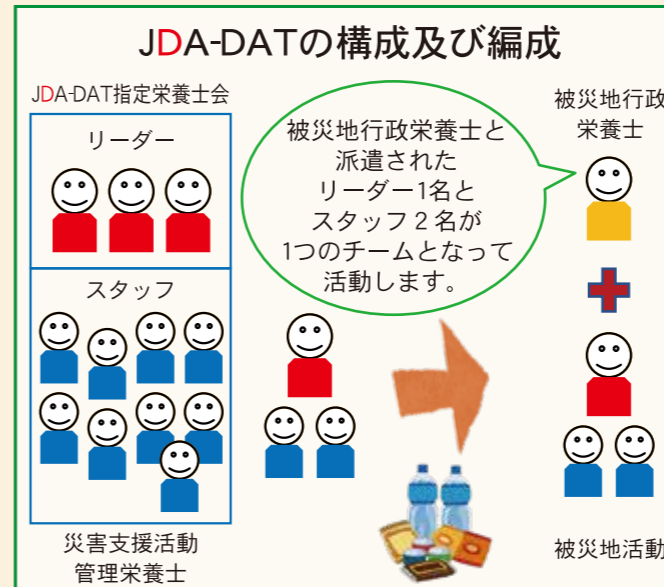 JDA-DATの構成及び編成
JDA-DAT指定栄養士会
リーダー
スタッフ
災害支援活動
管理栄養士
被災地行政栄養士と
派遣された
リーダー1名と
スタッフ2名が
1つのチームとなって
活動します。
被災地行政
栄養士
被災地活動